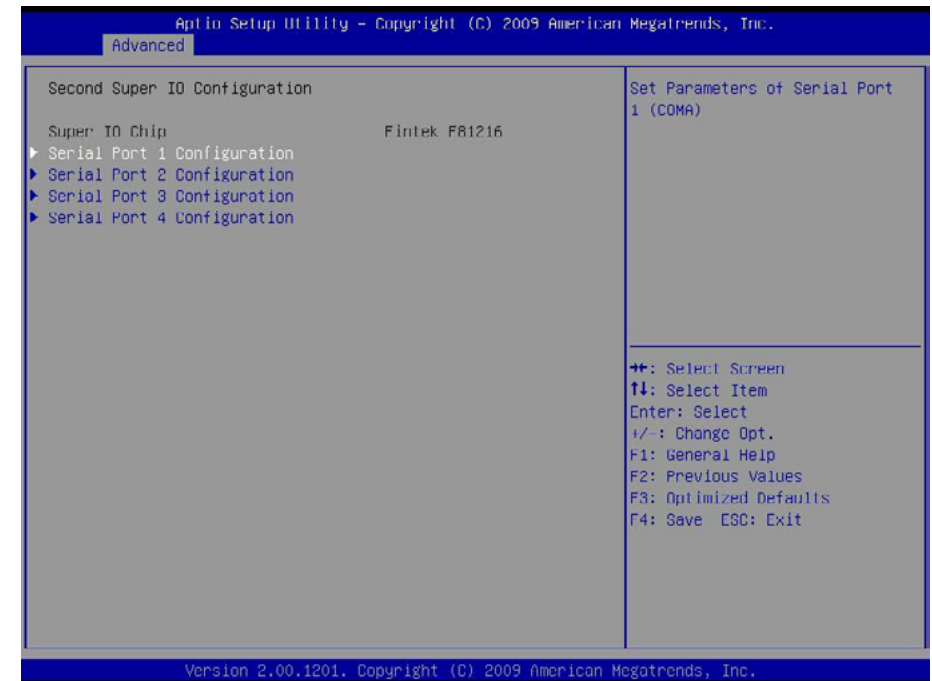 Aptio Setup Utility – Copyright (C) 2009 American Megatrends, Inc.
Advanced
Second Super IO Configuration
Super IO Chip Fintek F81216
Serial Port 1 Configuration
Serial Port 2 Configuration
Serial Port 3 Configuration
Serial Port 4 Configuration
Set Parameters of Serial Port
1 (COMA)
→←: Select Screen
↑↓: Select Item
Enter: Select
+/-: Change Opt.
F1: General Help
F2: Previous Values
F3: Optimized Defaults
F4: Save ESC: Exit
Version 2.00.1201. Copyright (C) 2009 American Megatrends, Inc.